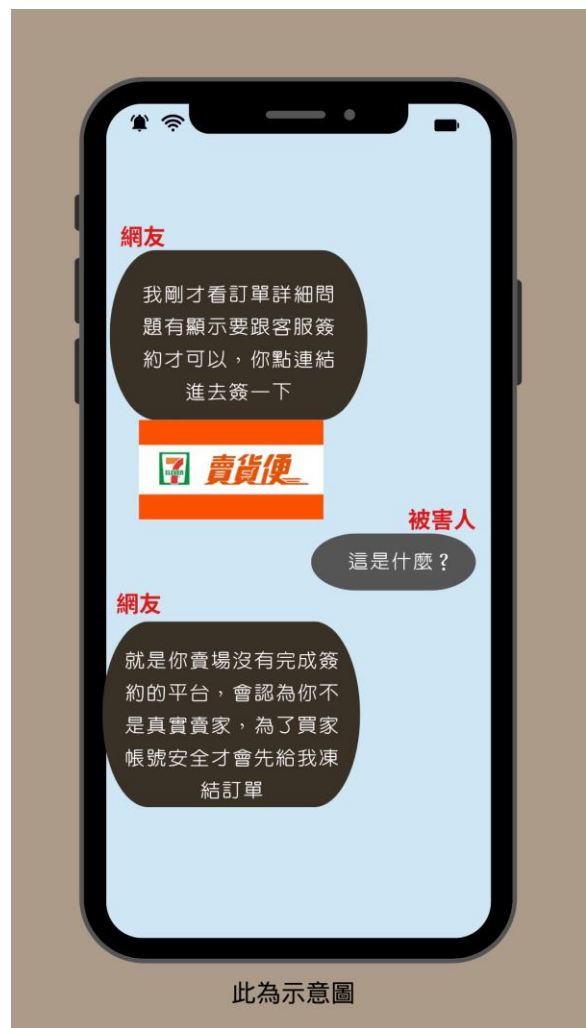 網友
我剛才看訂單詳細問
題有顯示要跟客服簽
約才可以，你點連結
進去簽一下
7 ELEVEN 賣貨便
被害人
這是什麼？
網友
就是你賣場沒有完成簽
約的平台，會認為你不
是真實賣家，為了買家
帳號安全才會先給我凍
結訂單
此為示意圖